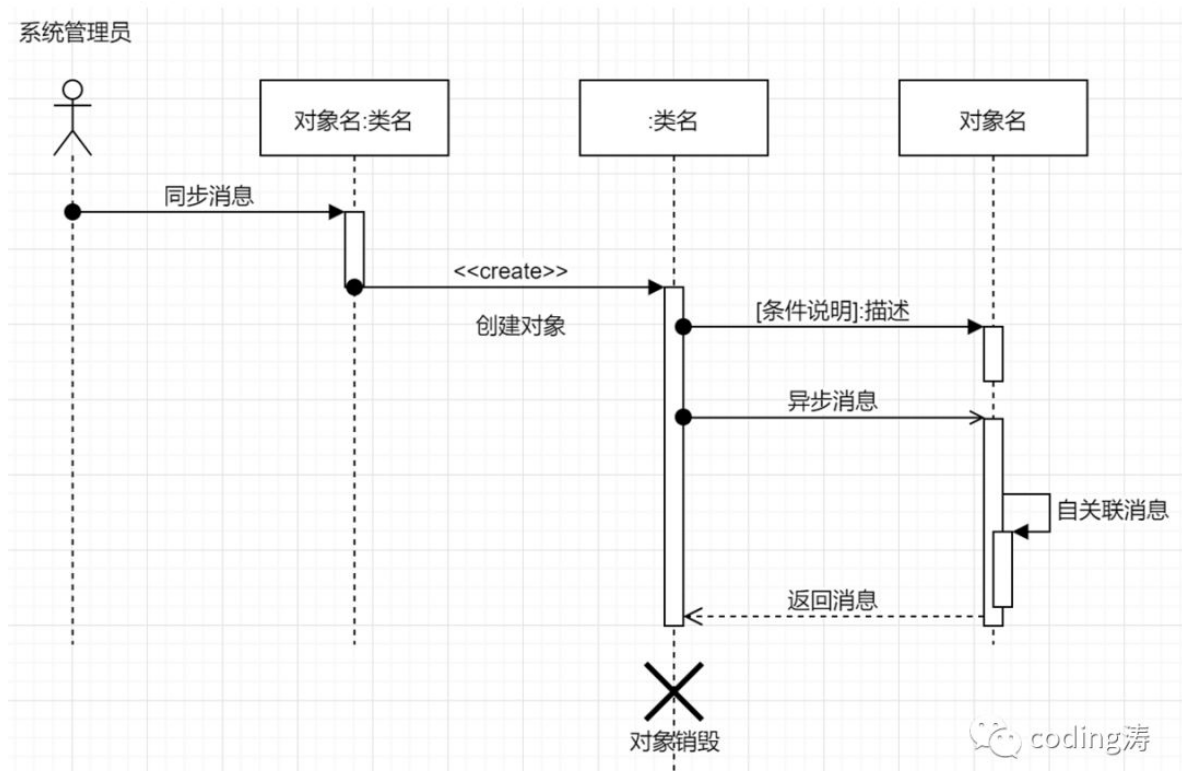 系统管理员
对象名:类名
:类名
对象名
同步消息
<<create>>
创建对象
[条件说明]:描述
异步消息
自关联消息
返回消息
对象销毁
coding涛